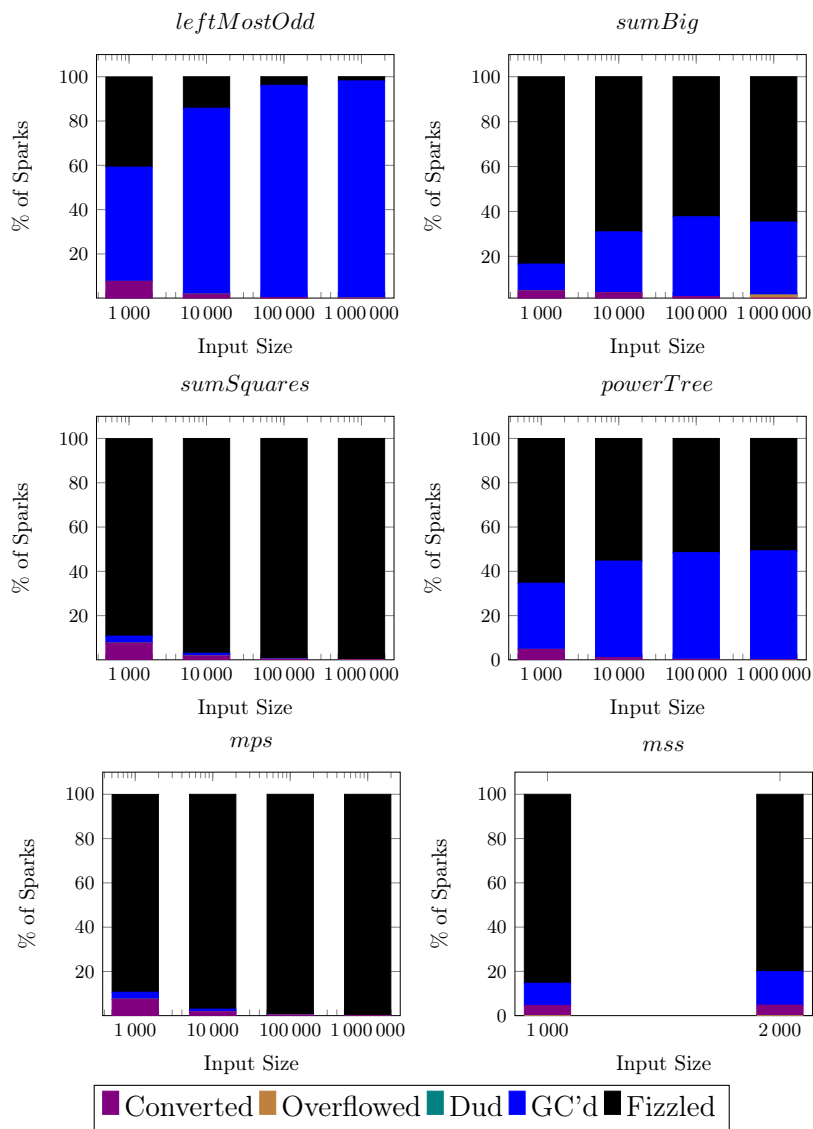 leftMostOdd
sumBig
100
80
60
40
20
% of Sparks
1 000 10 000 100 000 1 000 000
Input Size
100
80
60
40
20
% of Sparks
1 000 10 000 100 000 1 000 000
Input Size
sumSquares
powerTree
100
80
60
40
20
% of Sparks
1 000 10 000 100 000 1 000 000
Input Size
100
80
60
40
20
0
% of Sparks
1 000 10 000 100 000 1 000 000
Input Size
mps
mss
100
80
60
40
20
% of Sparks
1 000 10 000 100 000 1 000 000
Input Size
100
80
60
40
20
0
% of Sparks
1 000 2 000
Input Size
Converted Overflowed Dud GC'd Fizzled